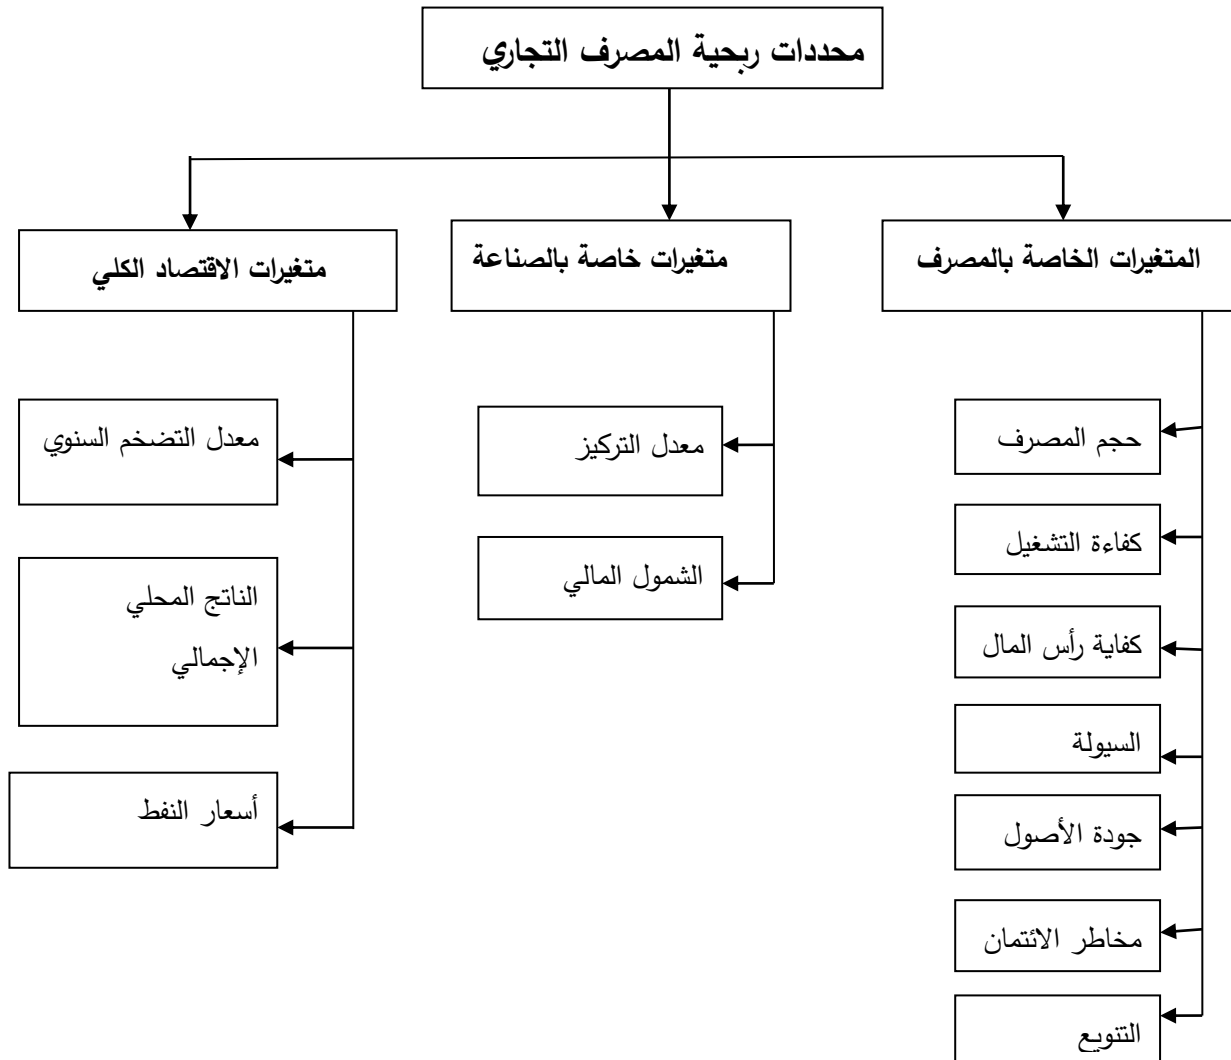 محددات ربحية المصرف التجاري
المتغيرات الخاصة بالمصرف
متغيرات خاصة بالصناعة
متغيرات الاقتصاد الكلي
حجم المصرف
كفاءة التشغيل
كفاية رأس المال
السيولة
جودة الأصول
مخاطر الائتمان
التنويع
معدل التركيز
الشمول المالي
معدل التضخم السنوي
الناتج المحلي
الإجمالي
أسعار النفط